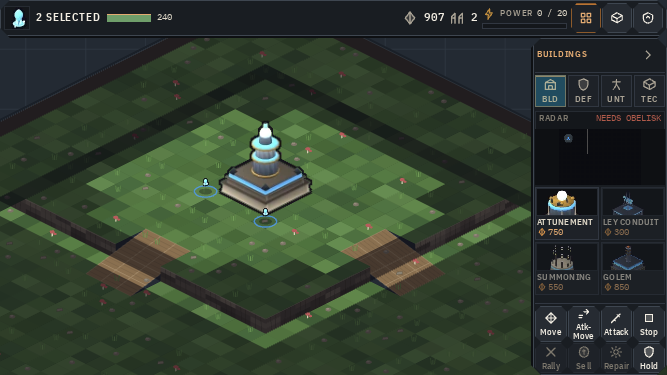 2 SELECTED 240 907 2 POWER 0 / 20
BUILDINGS
BLD DEF UNT TEC
RADAR NEEDS OBELISK
ATTUNEMENT LEY CONDUIT
750 300
SUMMONING GOLEM
550 850
Move Atk-Move Attack Stop
Rally Sell Repair Hold